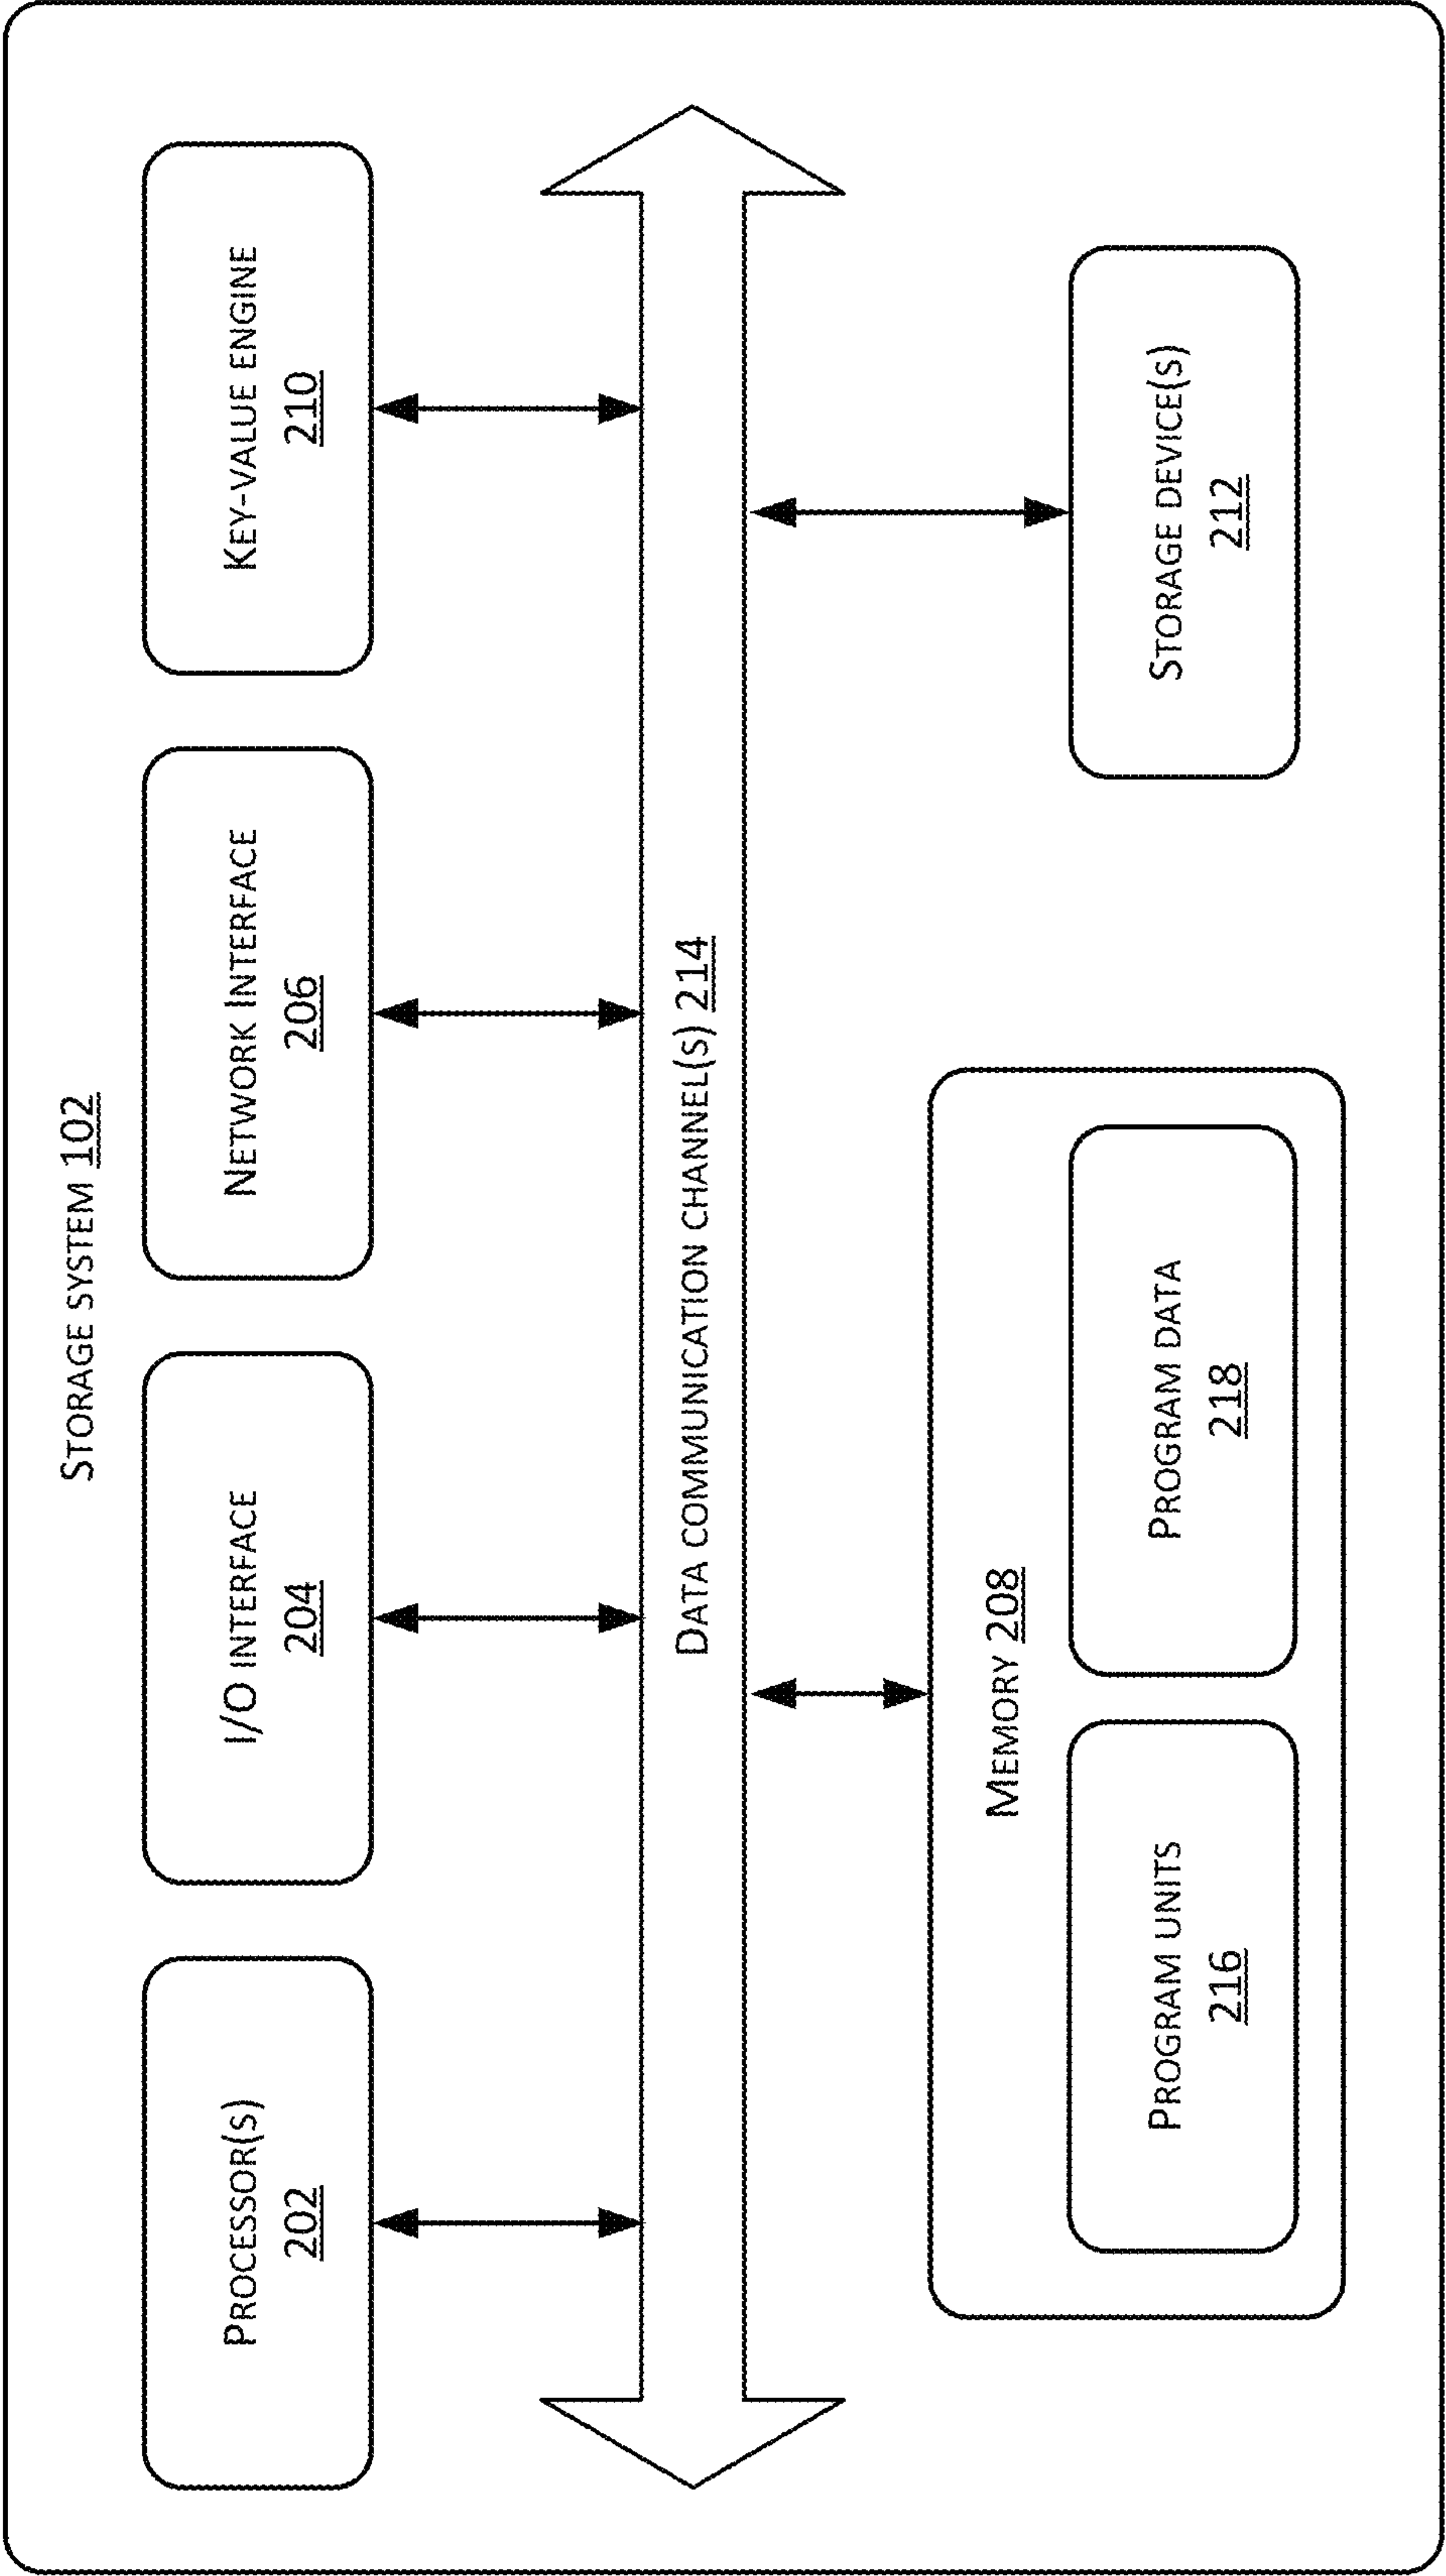 Storage system 102
Processor(s)
202
I/O interface
204
Network Interface
206
Key-value engine
210
Data communication channel(s) 214
Memory 208
Program units
216
Program data
218
Storage device(s)
212